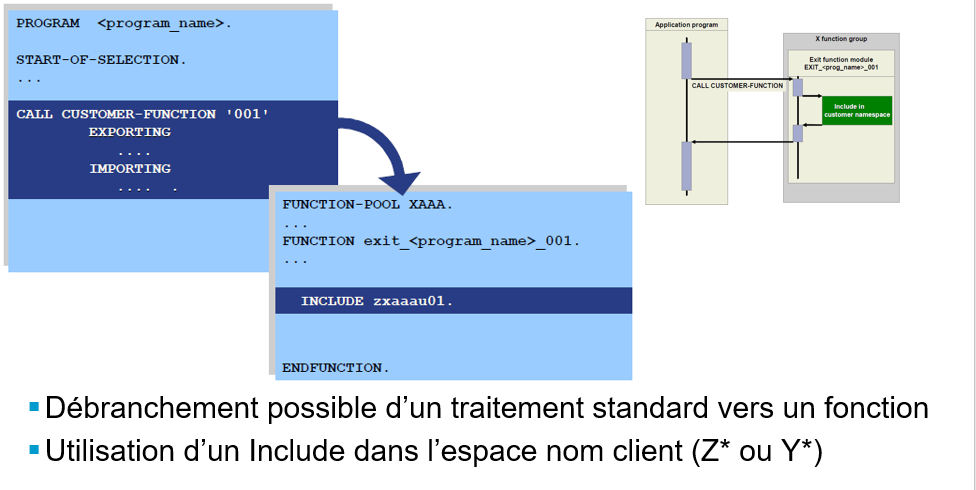 PROGRAM <program_name>.
START-OF-SELECTION.
...
CALL CUSTOMER-FUNCTION '001'
EXPORTING
....
IMPORTING
.... .
FUNCTION-POOL XAAA.
...
FUNCTION exit_<program_name>_001.
...
INCLUDE zxaaau01.
ENDFUNCTION.
Application program
X function group
Exit function module
EXIT_<prog_name>_001
CALL CUSTOMER-FUNCTION
Include in
customer namespace
Débranchement possible d’un traitement standard vers un fonction
Utilisation d’un Include dans l’espace nom client (Z* ou Y*)